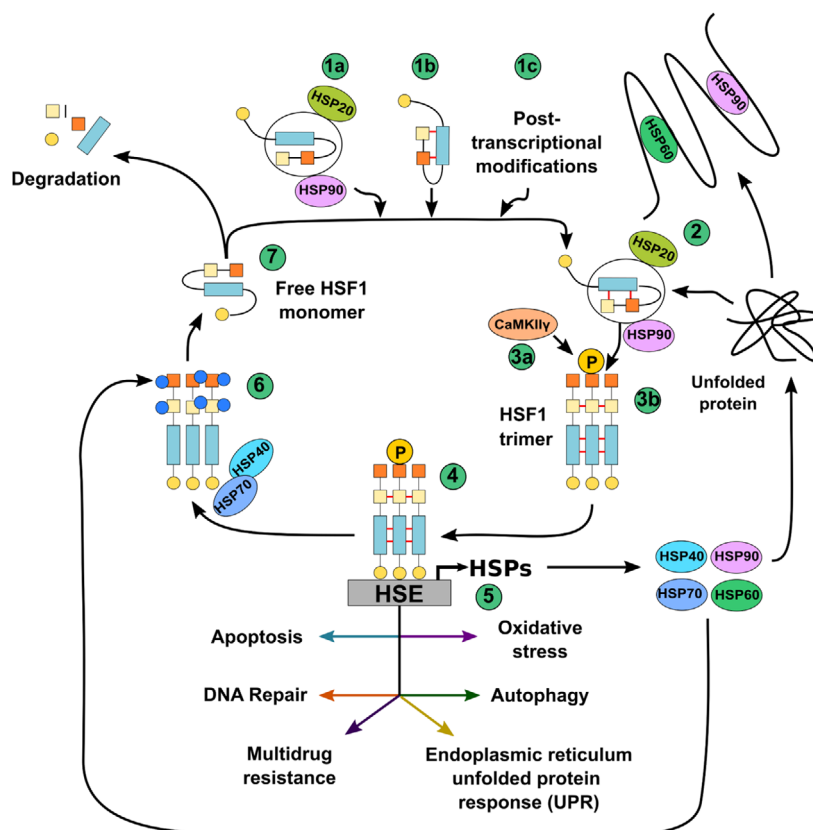 1a
1b
1c
HSP20
HSP90
Post-
transcriptional
modifications
HSP60
HSP90
Degradation
7
Free HSF1
monomer
2
HSP20
HSP90
CaMKIIγ
3a
P
3b
HSF1
trimer
Unfolded
protein
6
HSP40
HSP70
P
4
HSE
HSPs
5
HSP40
HSP90
HSP70
HSP60
Apoptosis
Oxidative
stress
DNA Repair
Autophagy
Multidrug
resistance
Endoplasmic reticulum
unfolded protein
response (UPR)